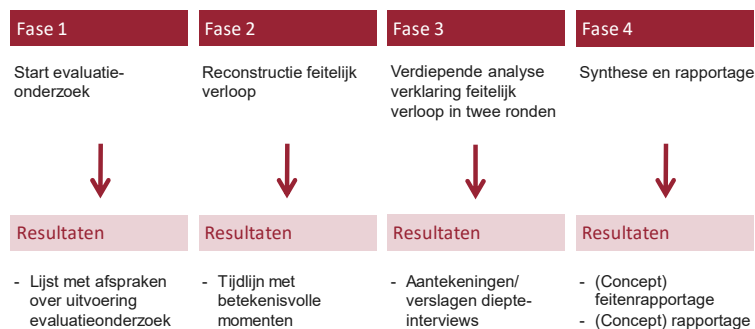 Fase 1
Start evaluatie-
onderzoek
Resultaten
- Lijst met afspraken
over uitvoering
evaluatieonderzoek
Fase 2
Reconstructie feitelijk
verloop
Resultaten
- Tijdlijn met
betekenisvolle
momenten
Fase 3
Verdiepende analyse
verklaring feitelijk
verloop in twee ronden
Resultaten
- Aantekeningen/
verslagen diepte-
interviews
Fase 4
Synthese en rapportage
Resultaten
- (Concept)
feitenrapportage
- (Concept) rapportage